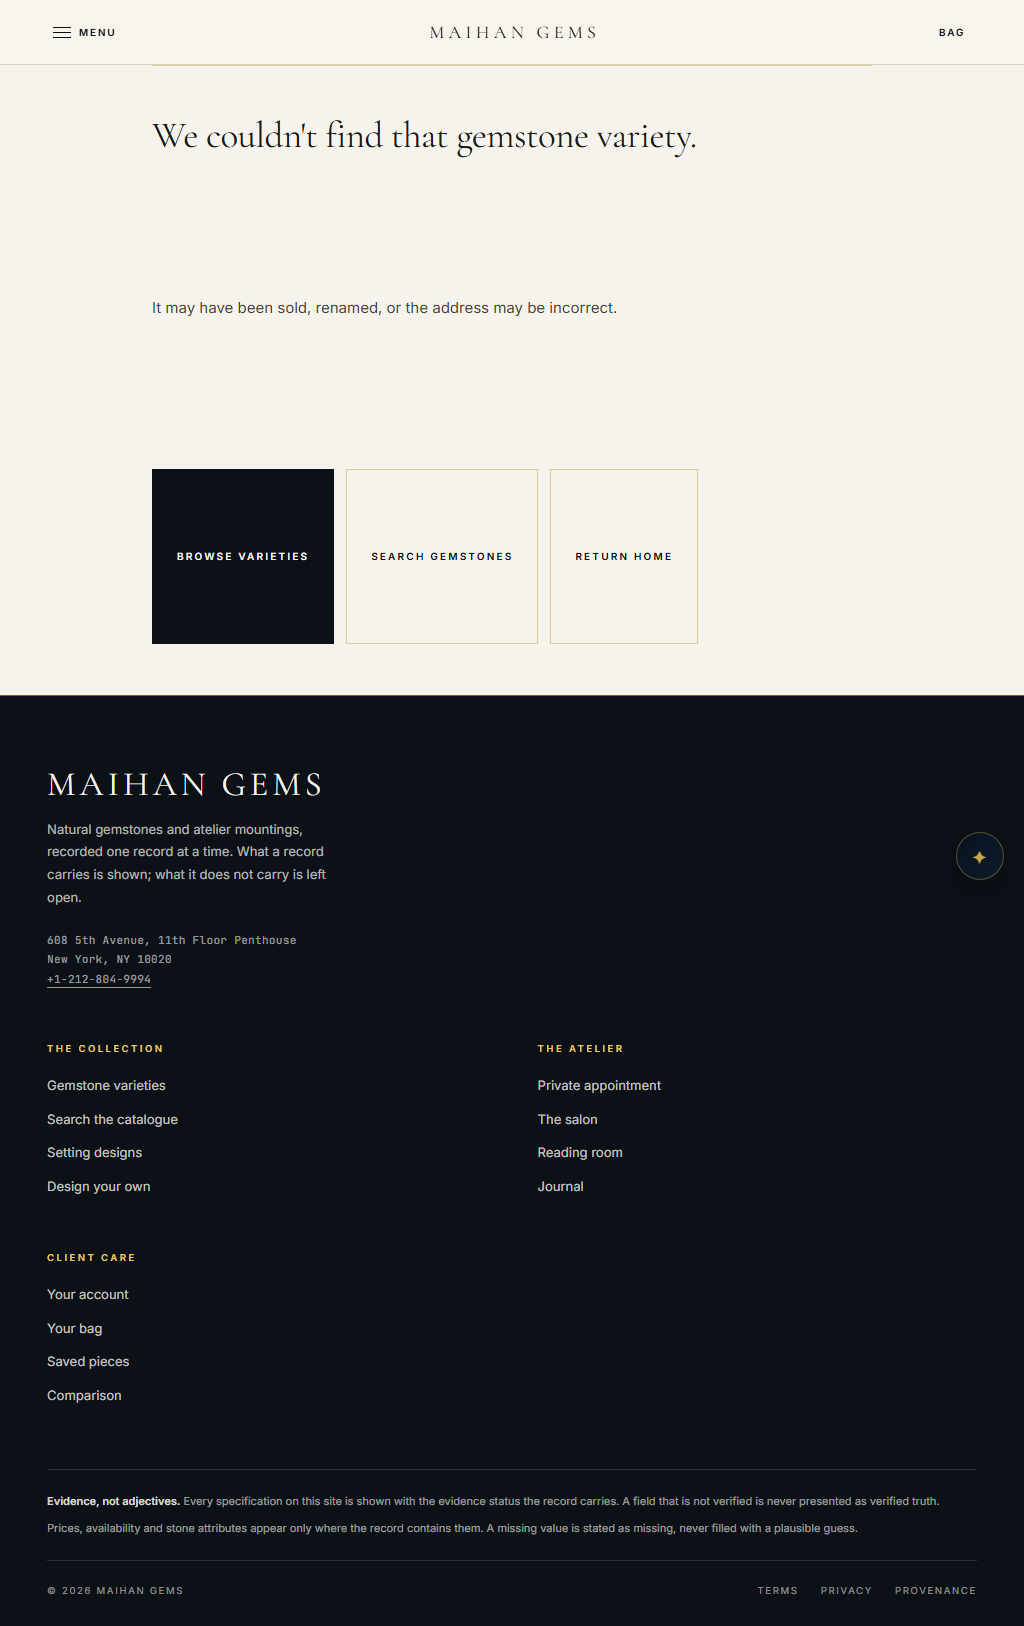 MENU
MAIHAN GEMS
BAG
We couldn't find that gemstone variety.
It may have been sold, renamed, or the address may be incorrect.
BROWSE VARIETIES
SEARCH GEMSTONES
RETURN HOME
MAIHAN GEMS
Natural gemstones and atelier mountings,
recorded one record at a time. What a record
carries is shown; what it does not carry is left
open.
608 5th Avenue, 11th Floor Penthouse
New York, NY 10020
+1-212-804-9994
THE COLLECTION
Gemstone varieties
Search the catalogue
Setting designs
Design your own
THE ATELIER
Private appointment
The salon
Reading room
Journal
CLIENT CARE
Your account
Your bag
Saved pieces
Comparison
Evidence, not adjectives. Every specification on this site is shown with the evidence status the record carries. A field that is not verified is never presented as verified truth.
Prices, availability and stone attributes appear only where the record contains them. A missing value is stated as missing, never filled with a plausible guess.
© 2026 MAIHAN GEMS
TERMS
PRIVACY
PROVENANCE